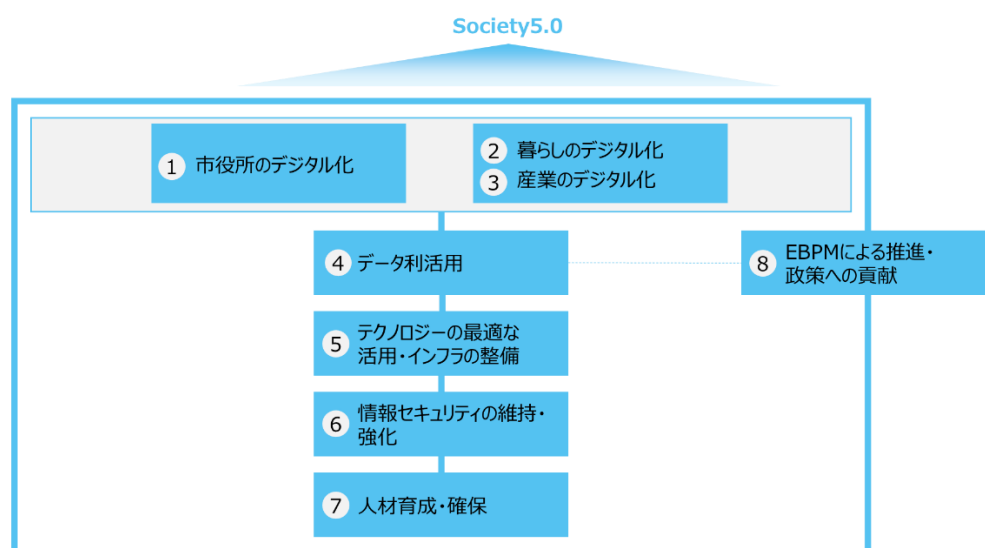 Society5.0
1 市役所のデジタル化
2 暮らしのデジタル化
3 産業のデジタル化
4 データ利活用
8 EBPMによる推進・
政策への貢献
5 テクノロジーの最適な
活用・インフラの整備
6 情報セキュリティの維持・
強化
7 人材育成・確保